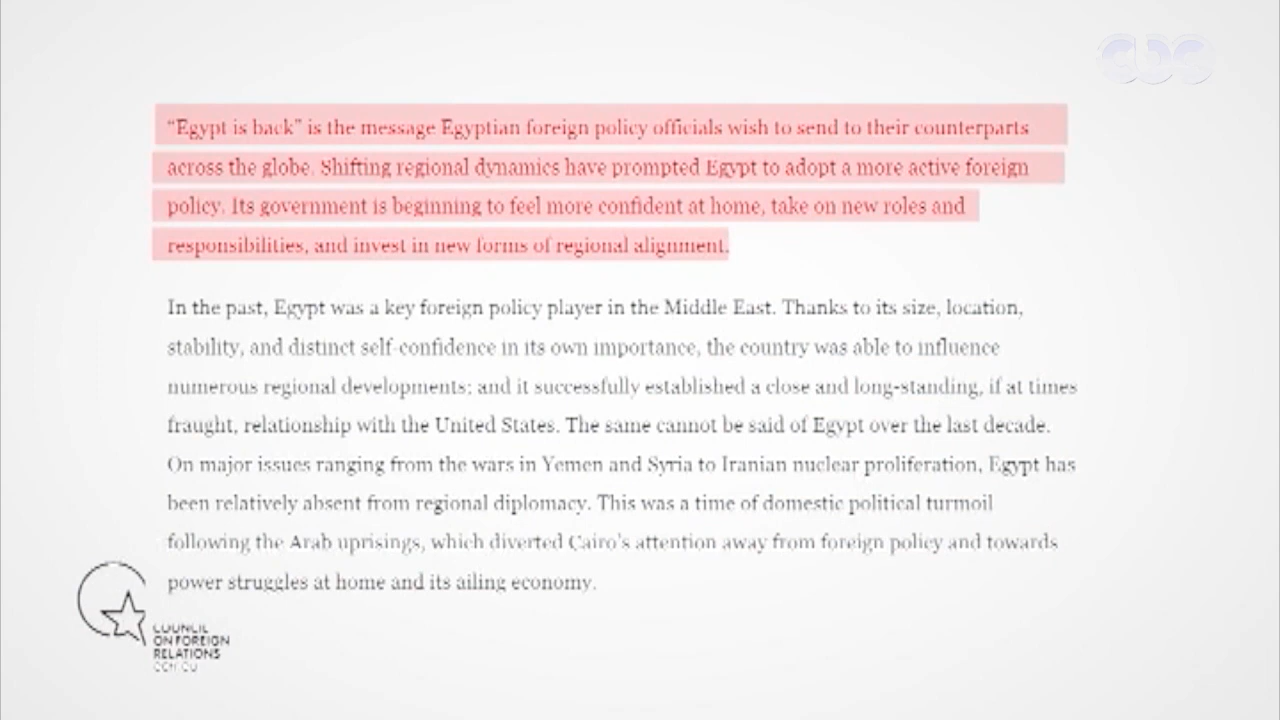 CBC
“Egypt is back” is the message Egyptian foreign policy officials wish to send to their counterparts
across the globe. Shifting regional dynamics have prompted Egypt to adopt a more active foreign
policy. Its government is beginning to feel more confident at home, take on new roles and
responsibilities, and invest in new forms of regional alignment.
In the past, Egypt was a key foreign policy player in the Middle East. Thanks to its size, location,
stability, and distinct self-confidence in its own importance, the country was able to influence
numerous regional developments; and it successfully established a close and long-standing, if at times
fraught, relationship with the United States. The same cannot be said of Egypt over the last decade.
On major issues ranging from the wars in Yemen and Syria to Iranian nuclear proliferation, Egypt has
been relatively absent from regional diplomacy. This was a time of domestic political turmoil
following the Arab uprisings, which diverted Cairo’s attention away from foreign policy and towards
power struggles at home and its ailing economy.
COUNCIL
ON FOREIGN
RELATIONS